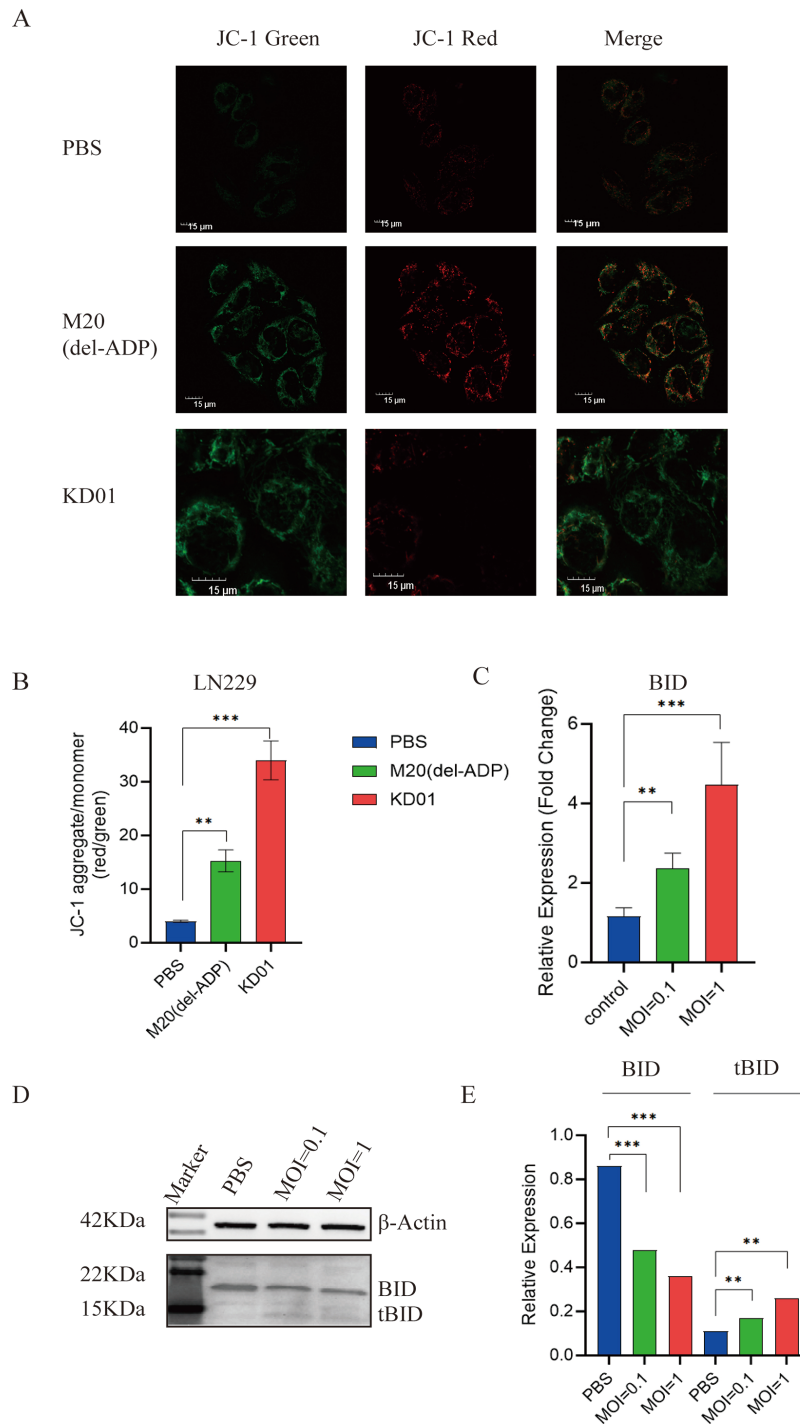 A
JC-1 Green JC-1 Red Merge
PBS
15 µm 15 µm 15 µm
M20
(del-ADP)
15 µm 15 µm 15 µm
KD01
15 µm 15 µm 15 µm
B
LN229
JC-1 aggregate/monomer
(red/green)
40
30
20
10
0
***
**
PBS M20(del-ADP) KD01
PBS
M20(del-ADP)
KD01
C
BID
Relative Expression (Fold Change)
6
4
2
0
***
**
control MOI=0.1 MOI=1
D
Marker PBS MOI=0.1 MOI=1
42KDa β-Actin
22KDa BID
15KDa tBID
E
BID tBID
Relative Expression
1.0
0.8
0.6
0.4
0.2
0.0
***
***
**
**
PBS MOI=0.1 MOI=1 PBS MOI=0.1 MOI=1